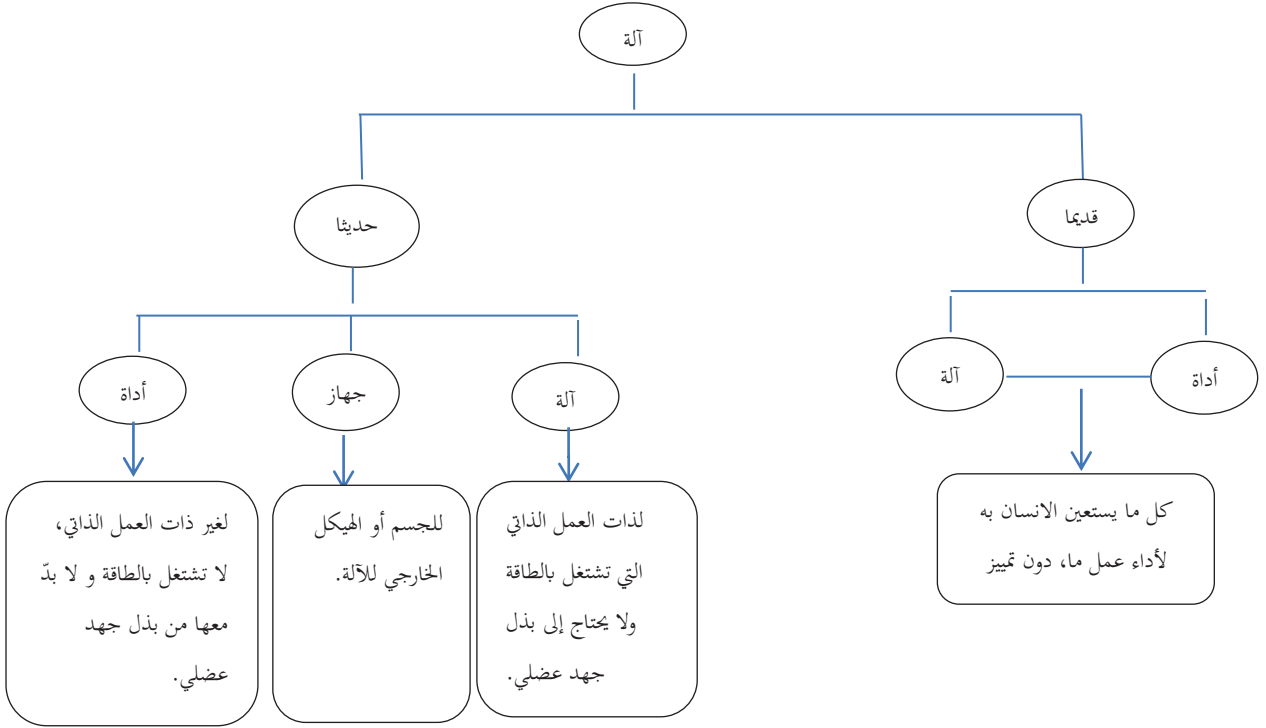 آلة
قديما
حديثا
أداة
آلة
آلة
جهاز
أداة
كل ما يستعين الانسان به
لأداء عمل ما، دون تمييز
لذات العمل الذاتي
التي تشتغل بالطاقة
ولا يحتاج إلى بذل
جهد عضلي.
للجسم أو الهيكل
الخارجي للآلة.
لغير ذات العمل الذاتي،
لا تشتغل بالطاقة و لا بدّ
معها من بذل جهد
عضلي.